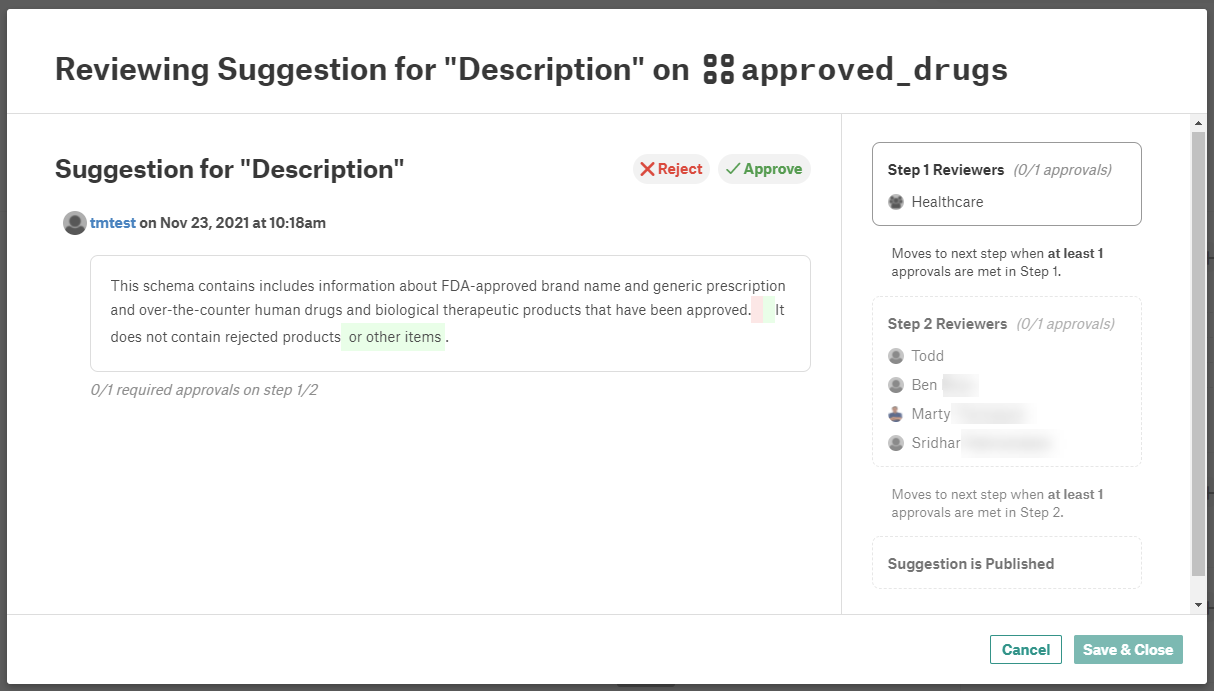 Reviewing Suggestion for "Description" on approved_drugs
Suggestion for "Description"
Reject
Approve
tmtest on Nov 23, 2021 at 10:18am
This schema contains includes information about FDA-approved brand name and generic prescription
and over-the-counter human drugs and biological therapeutic products that have been approved. It
does not contain rejected products or other items .
0/1 required approvals on step 1/2
Step 1 Reviewers (0/1 approvals)
Healthcare
Moves to next step when at least 1
approvals are met in Step 1.
Step 2 Reviewers (0/1 approvals)
Todd
Ben
Marty
Sridhar
Moves to next step when at least 1
approvals are met in Step 2.
Suggestion is Published
Cancel
Save & Close